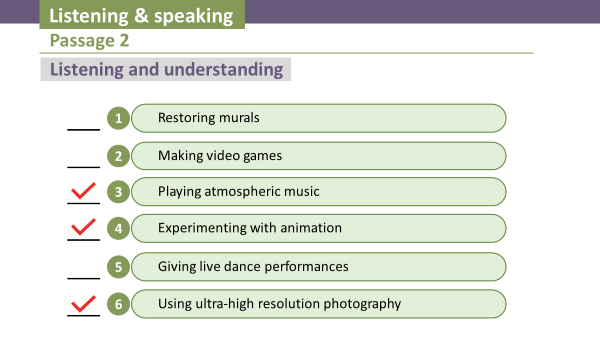 Listening & speaking
Passage 2
Listening and understanding
1 Restoring murals
2 Making video games
3 Playing atmospheric music
4 Experimenting with animation
5 Giving live dance performances
6 Using ultra-high resolution photography